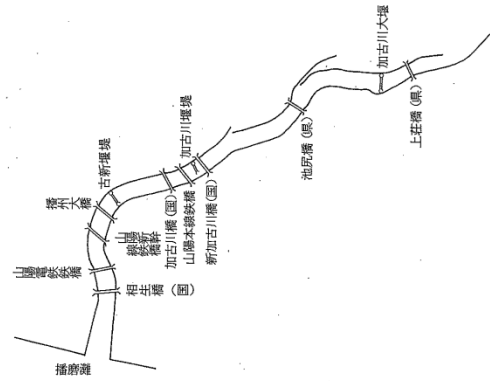 播磨灘
相生橋(国)
山陽電鉄鉄橋
山陽新幹
線鉄橋
播州大橋
古新堰堤
加古川橋(国)
山陽本線鉄橋
加古川堰堤
新加古川橋(国)
池尻橋(県)
加古川大堰
上荘橋(県)